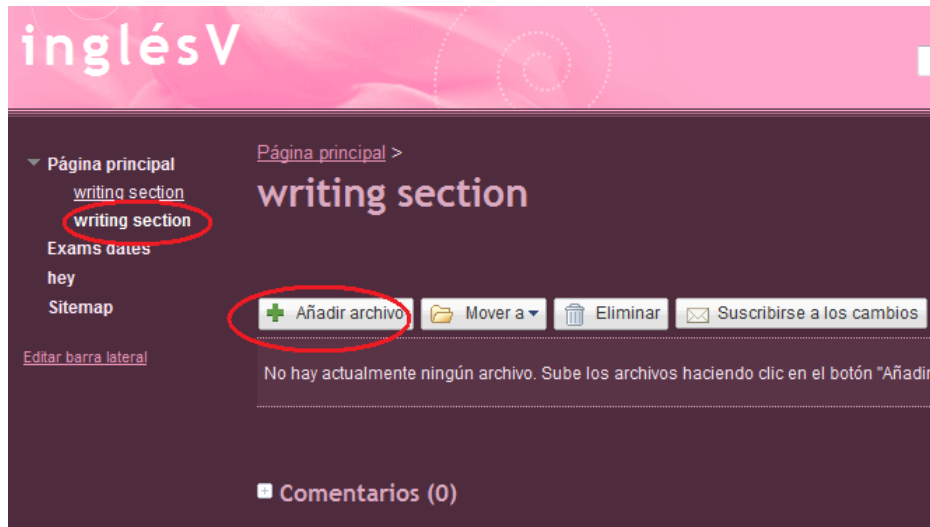 inglésV
Página principal
writing section
writing section
Exams dates
hey
Sitemap
Editar barra lateral
Página principal >
writing section
Añadir archivo Mover a Eliminar Suscribirse a los cambios
No hay actualmente ningún archivo. Sube los archivos haciendo clic en el botón "Añadir
Comentarios (0)